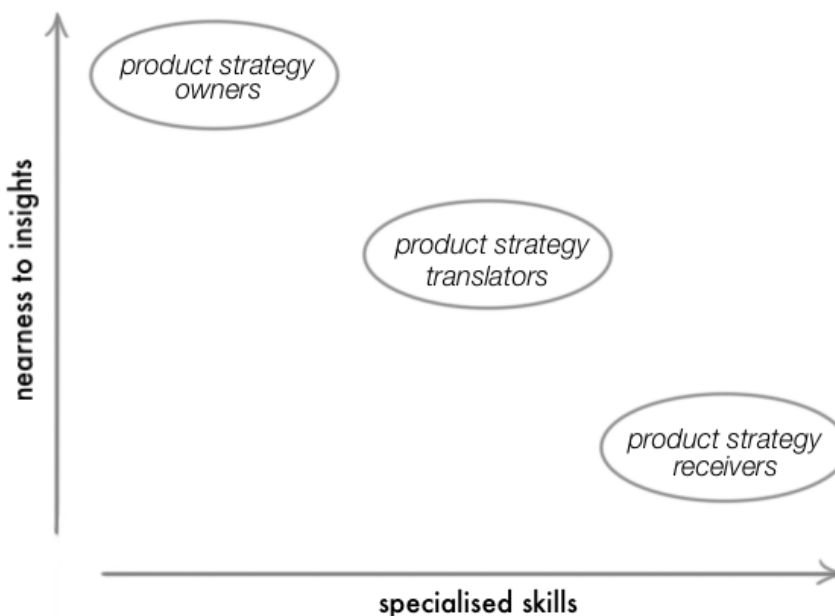 product strategy
owners
nearness to insights
product strategy
translators
product strategy
receivers
specialised skills